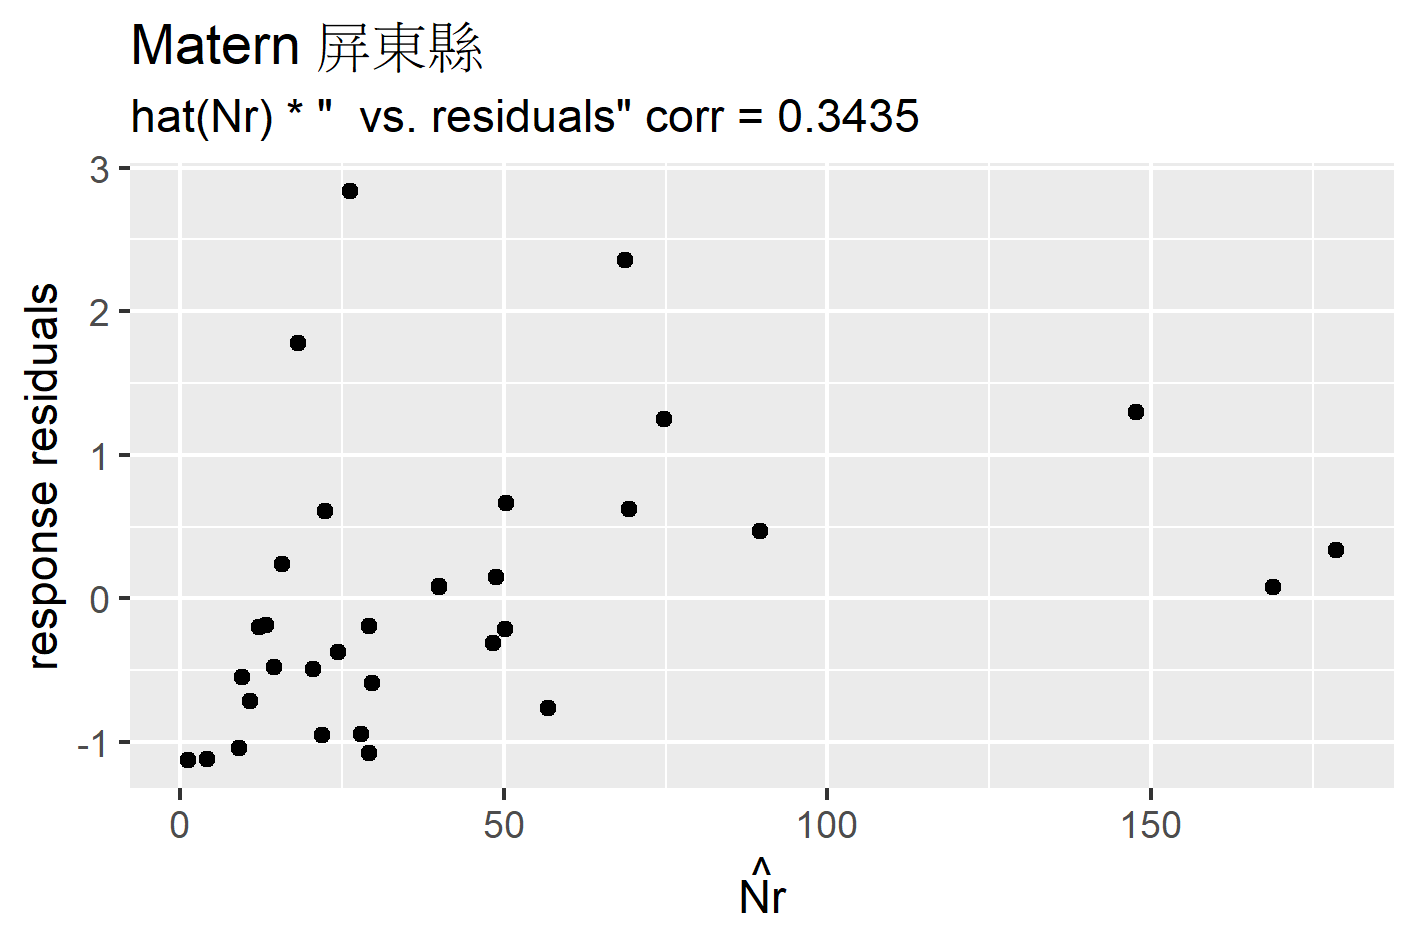 Matern 屏東縣
hat(Nr) * "  vs. residuals" corr = 0.3435
3
2
1
0
-1
response residuals
0 50 100 150
N̂r